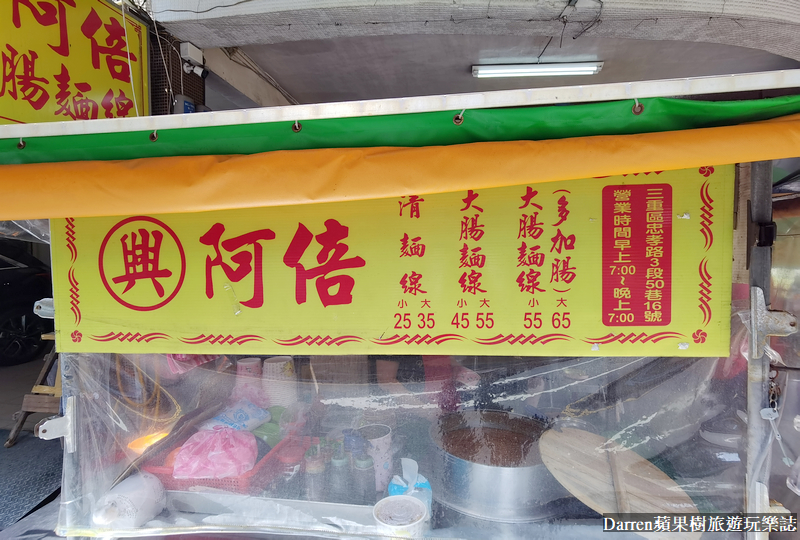 阿倍
腸麵線
興
阿倍
清麵線
小 大
25 35
大腸麵線
小 大
45 55
大腸麵線(多加腸)
小 大
55 65
三重區忠孝路3段50巷16號
營業時間早上7:00~晚上7:00
Darren蘋果樹旅遊玩樂誌